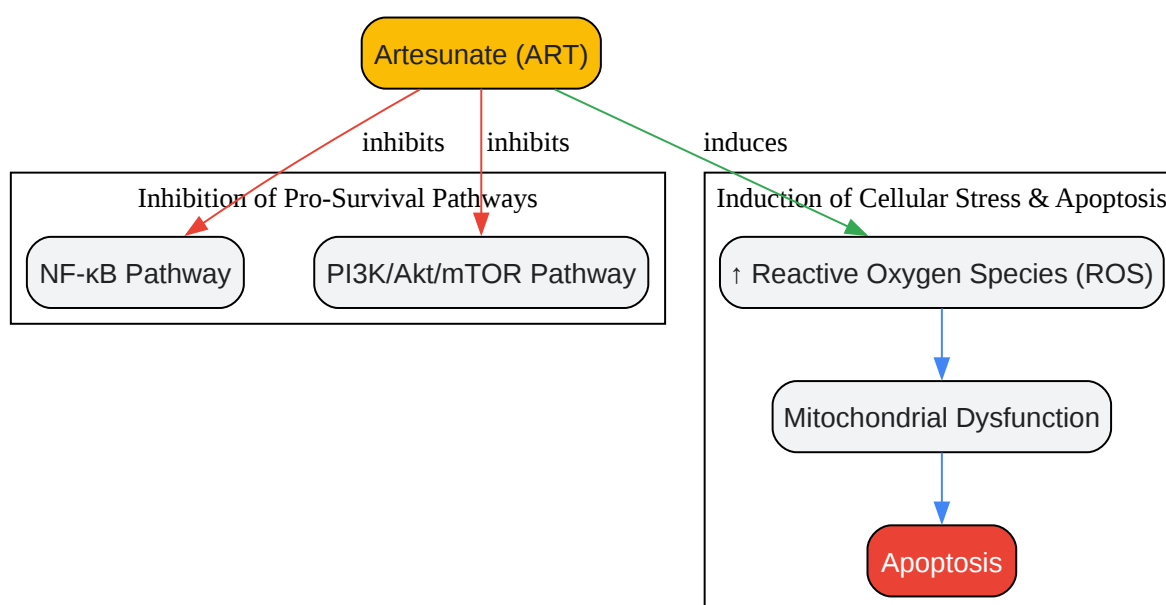 Artesunate (ART)
inhibits
inhibits
induces
Inhibition of Pro-Survival Pathways
Induction of Cellular Stress & Apoptosis
NF-κB Pathway
PI3K/Akt/mTOR Pathway
↑ Reactive Oxygen Species (ROS)
Mitochondrial Dysfunction
Apoptosis